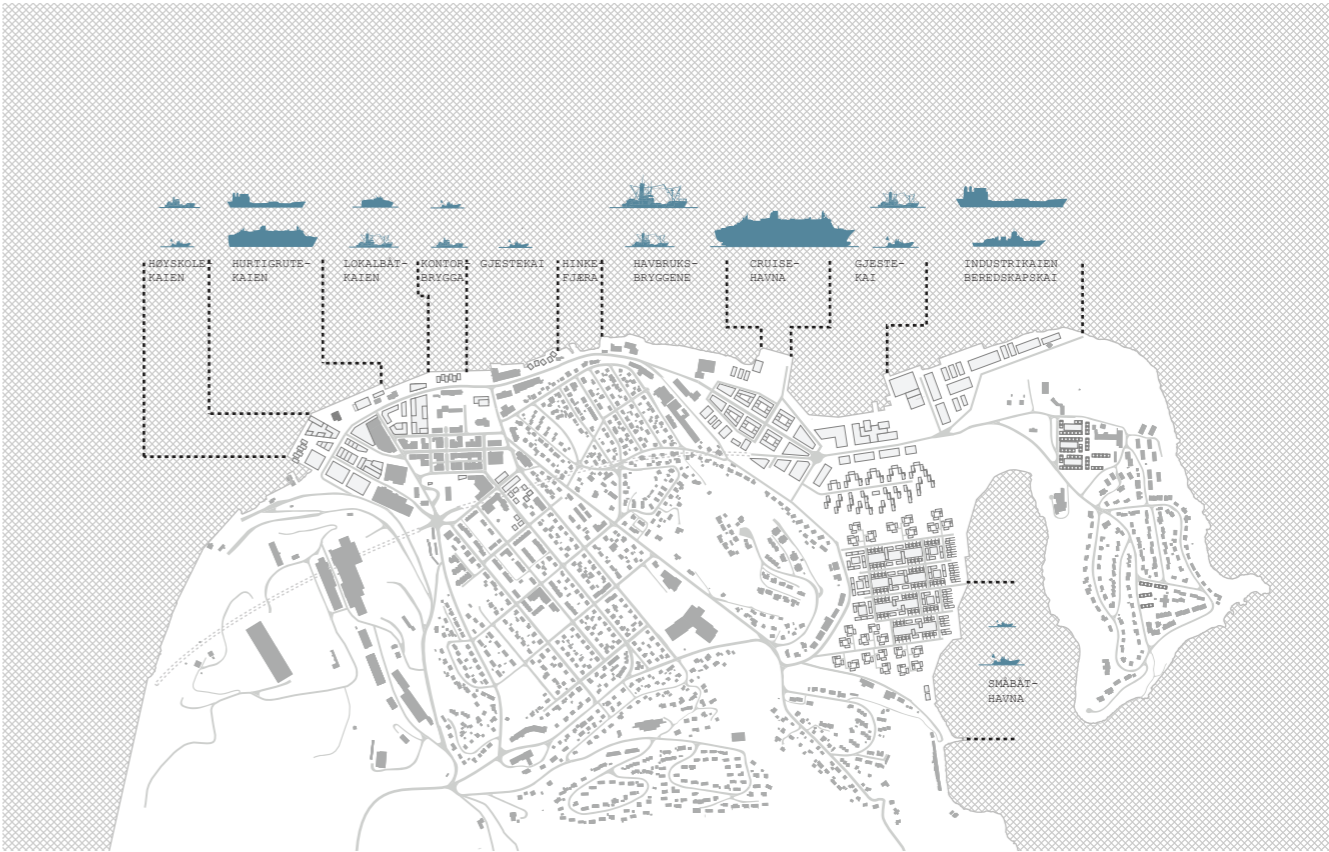 HØYSKOLE
KAIEN
HURTIGRUTE-
KAIEN
LOKALBÅT-
KAIEN
KONTOR-
BRYGGA
GJESTEKAI
HINKE
FJÆRA
HAVBRUKS-
BRYGGENE
CRUISE-
HAVNA
GJESTE-
KAI
INDUSTRIKAIEN
BEREDSKAPSKAI
SMÅBÅT-
HAVNA